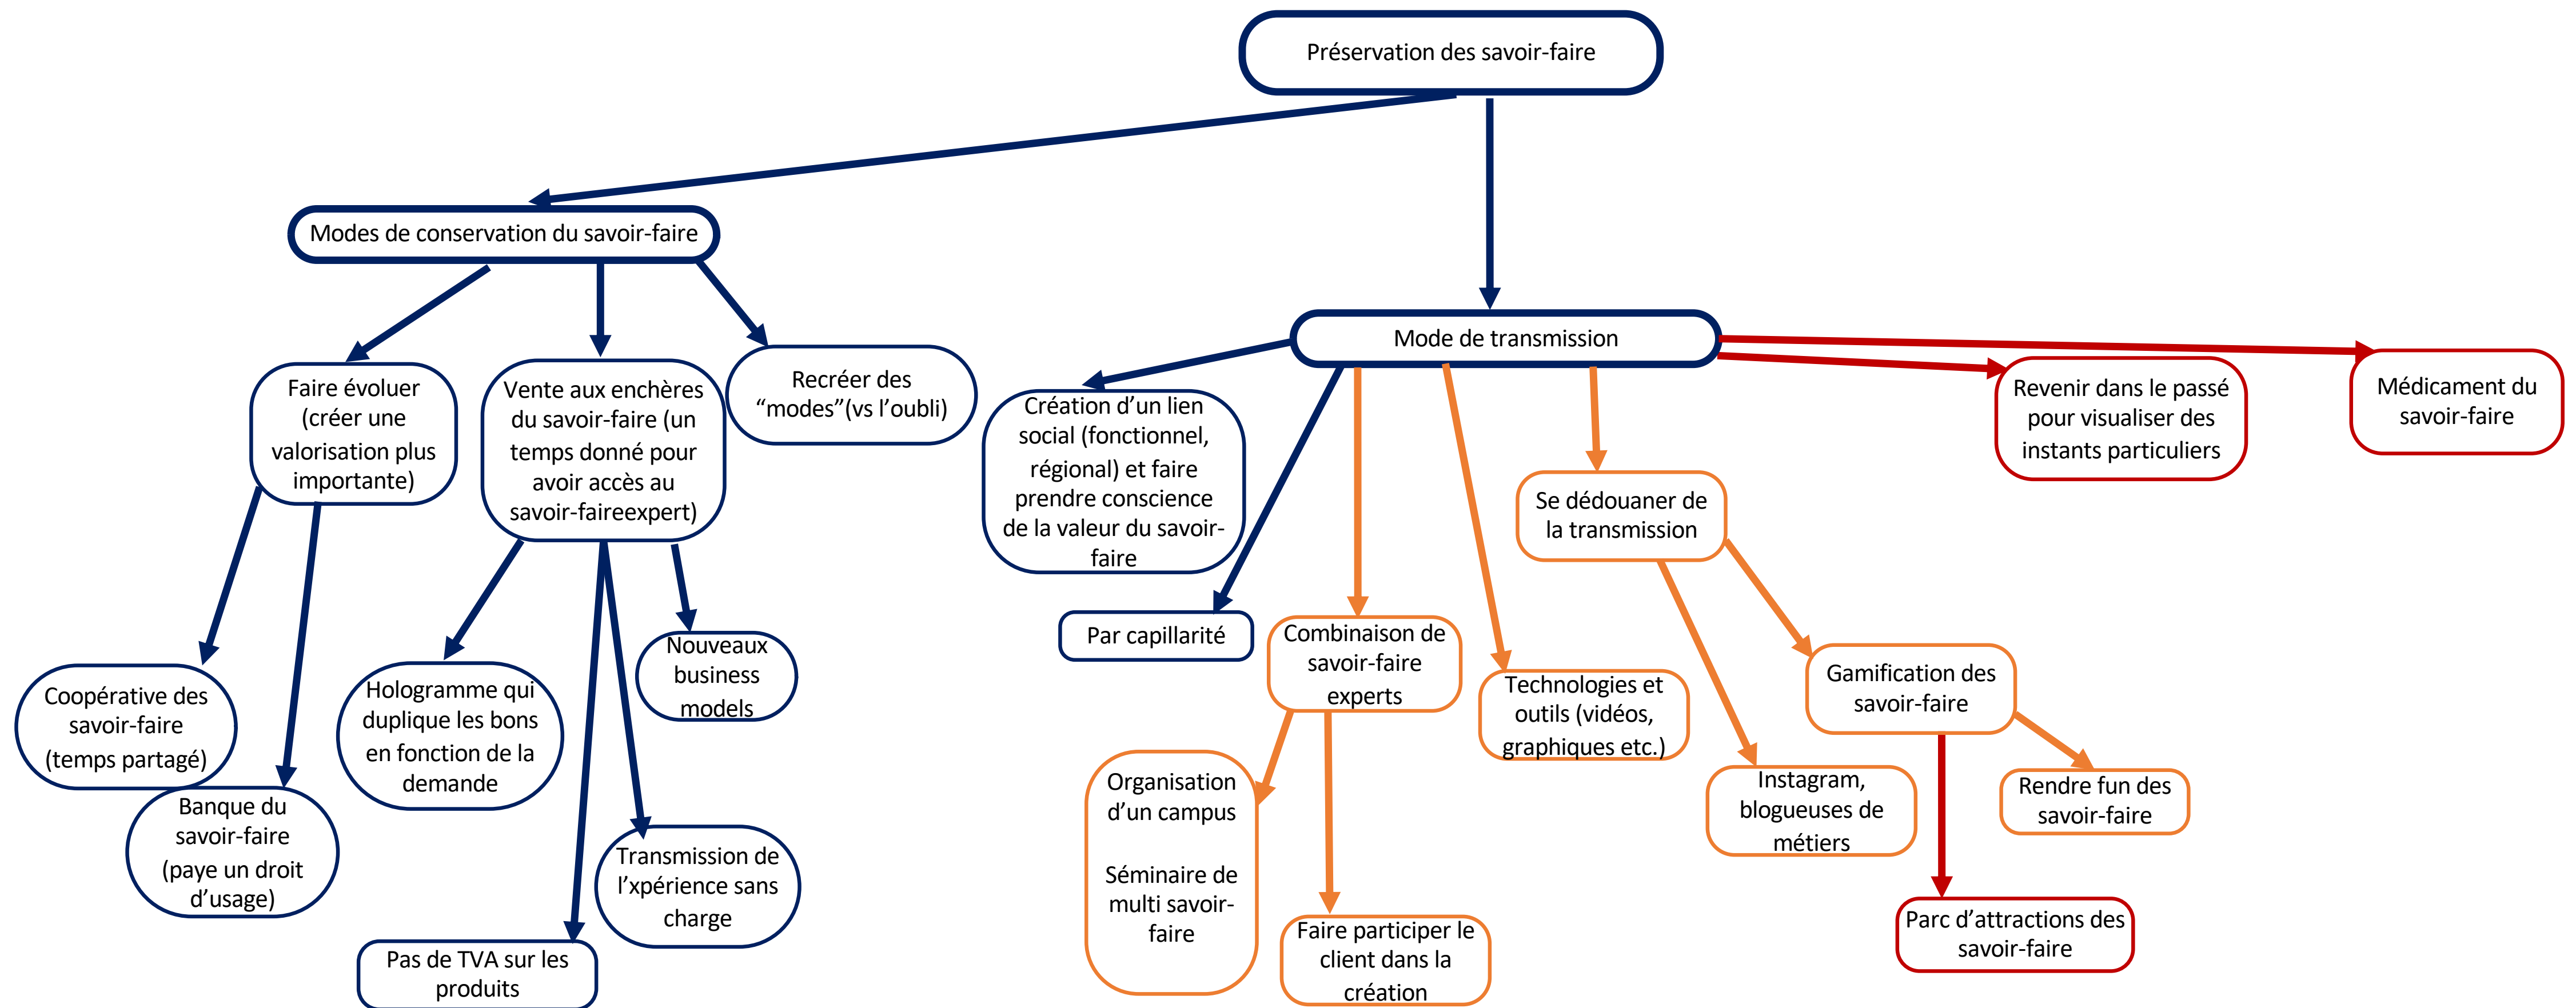 Préservation des savoir-faire
Modes de conservation du savoir-faire
Mode de transmission
Faire évoluer
(créer une
valorisation plus
importante)
Vente aux enchères
du savoir-faire (un
temps donné pour
avoir accès au
savoir-faireexpert)
Recréer des
“modes”(vs l’oubli)
Création d’un lien
social (fonctionnel,
régional) et faire
prendre conscience
de la valeur du savoir-
faire
Revenir dans le passé
pour visualiser des
instants particuliers
Médicament du
savoir-faire
Se dédouaner de
la transmission
Par capillarité
Combinaison de
savoir-faire
experts
Technologies et
outils (vidéos,
graphiques etc.)
Gamification des
savoir-faire
Coopérative des
savoir-faire
(temps partagé)
Hologramme qui
duplique les bons
en fonction de la
demande
Nouveaux
business
models
Banque du
savoir-faire
(paye un droit
d’usage)
Transmission de
l’xpérience sans
charge
Pas de TVA sur les
produits
Organisation
d’un campus
Séminaire de
multi savoir-
faire
Faire participer le
client dans la
création
Instagram,
blogueuses de
métiers
Rendre fun des
savoir-faire
Parc d’attractions des
savoir-faire